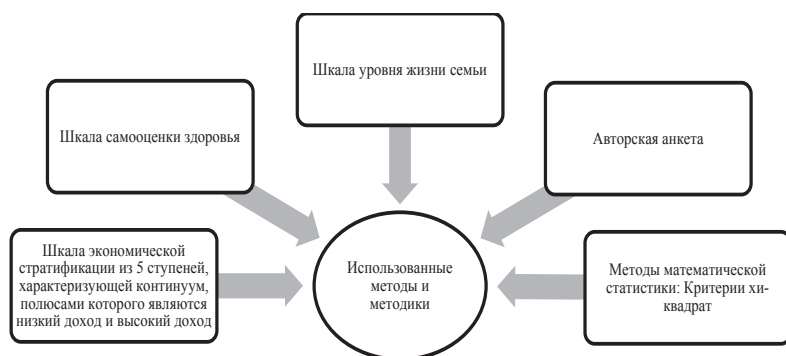 Шкала уровня жизни семьи
Шкала самооценки здоровья
Авторская анкета
Шкала экономической
стратификации из 5 ступеней,
характеризующей континуум,
полюсами которого являются
низкий доход и высокий доход
Использованные
методы и
методики
Методы математической
статистики: Критерии хи-
квадрат